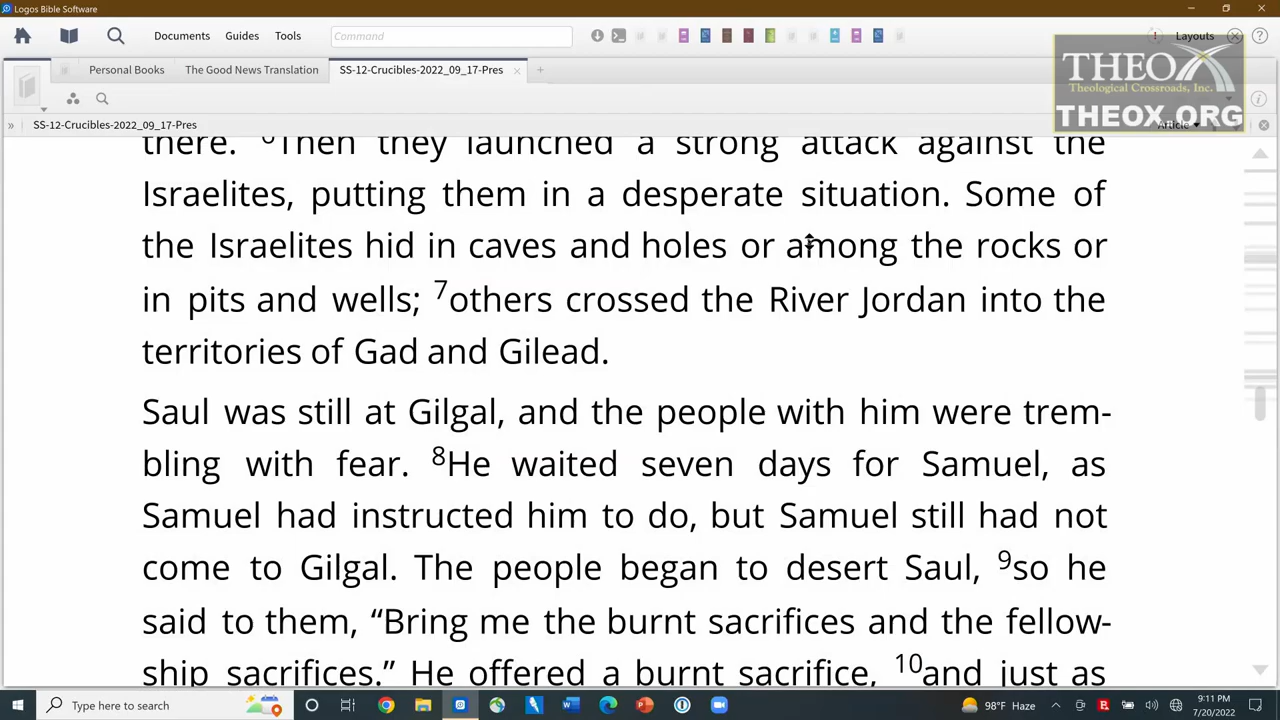 Logos Bible Software
Documents Guides Tools Command Layouts
Personal Books The Good News Translation SS-12-Crucibles-2022_09_17-Pres
THEOX
Theological Crossroads, Inc.
THEOX.ORG
SS-12-Crucibles-2022_09_17-Pres Article
there. 6Then they launched a strong attack against the
Israelites, putting them in a desperate situation. Some of
the Israelites hid in caves and holes or among the rocks or
in pits and wells; 7others crossed the River Jordan into the
territories of Gad and Gilead.
Saul was still at Gilgal, and the people with him were trem-
bling with fear. 8He waited seven days for Samuel, as
Samuel had instructed him to do, but Samuel still had not
come to Gilgal. The people began to desert Saul, 9so he
said to them, “Bring me the burnt sacrifices and the fellow-
ship sacrifices.” He offered a burnt sacrifice, 10and just as
Type here to search 98°F Haze 9:11 PM
7/20/2022